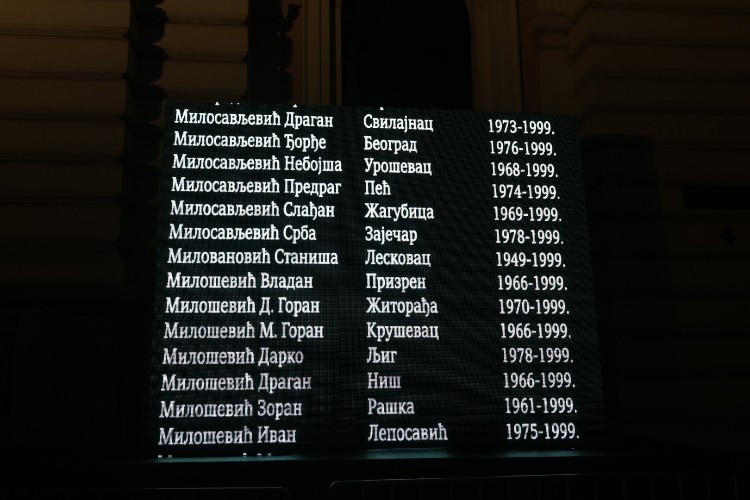 Милосављевић Драган Свилајнац 1973-1999.
Милосављевић Ђорђе Београд 1976-1999.
Милосављевић Небојша Урошевац 1968-1999.
Милосављевић Предраг Пећ 1974-1999.
Милосављевић Слађан Жагубица 1969-1999.
Милосављевић Срба Зајечар 1978-1999.
Миловановић Станиша Лесковац 1949-1999.
Милошевић Владан Призрен 1966-1999.
Милошевић Д. Горан Житорађа 1970-1999.
Милошевић М. Горан Крушевац 1966-1999.
Милошевић Дарко Љиг 1978-1999.
Милошевић Драган Ниш 1966-1999.
Милошевић Зоран Рашка 1961-1999.
Милошевић Иван Лепосавић 1975-1999.